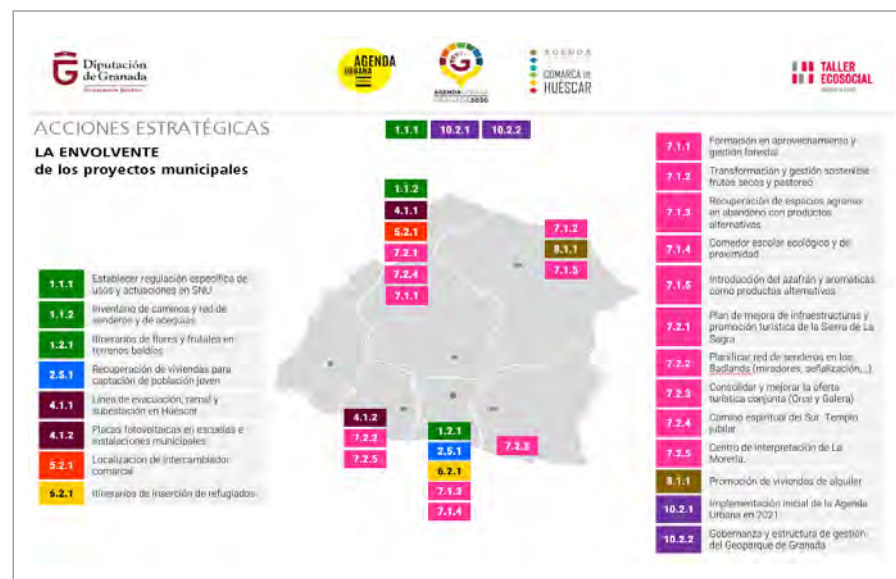 Diputación
de Granada
AGENDA
URBANA
G
AGENDA
COMARCA DE
HUÉSCAR
TALLER
ECOSOCIAL
ACCIONES ESTRATÉGICAS
LA ENVOLVENTE
de los proyectos municipales
1.1.1 10.2.1 10.2.2
1.1.2
4.1.1
5.2.1
7.2.1
7.2.4
7.1.1
7.1.2
8.1.1
7.1.5
4.1.2
7.2.2
7.2.5
1.2.1
2.5.1
6.2.1
7.1.3
7.1.4
7.2.3
1.1.1 Establecer regulación específica de
usos y actuaciones en SNU
1.1.2 Inventario de caminos y red de
senderos y de acequias
1.2.1 Itinerarios de flores y frutales en
terrenos baldíos
2.5.1 Recuperación de viviendas para
captación de población joven
4.1.1 Línea de evacuación, ramal y
subestación en Huéscar
4.1.2 Placas fotovoltaicas en escuelas e
instalaciones municipales
5.2.1 Localización de intercambiador
comarcal
6.2.1 Itinerarios de inserción de refugiados
7.1.1 Formación en aprovechamiento y
gestión forestal
7.1.2 Transformación y gestión sostenible
frutos secos y pastoreo
7.1.3 Recuperación de espacios agrarios
en abandono con productos
alternativos
7.1.4 Comedor escolar ecológico y de
proximidad
7.1.5 Introducción del azafrán y aromáticas
como productos alternativos
7.2.1 Plan de mejora de infraestructuras y
promoción turística de la Sierra de La
Sagra
7.2.2 Planificar red de senderos en los
Badlands (miradores, señalización,..)
7.2.3 Consolidar y mejorar la oferta
turística conjunta (Orce y Galera)
7.2.4 Camino espiritual del Sur. Templo
jubilar
7.2.5 Centro de interpretación de La
Morería.
8.1.1 Promoción de viviendas de alquiler
10.2.1 Implementación inicial de la Agenda
Urbana en 2021
10.2.2 Gobernanza y estructura de gestión
del Geoparque de Granada